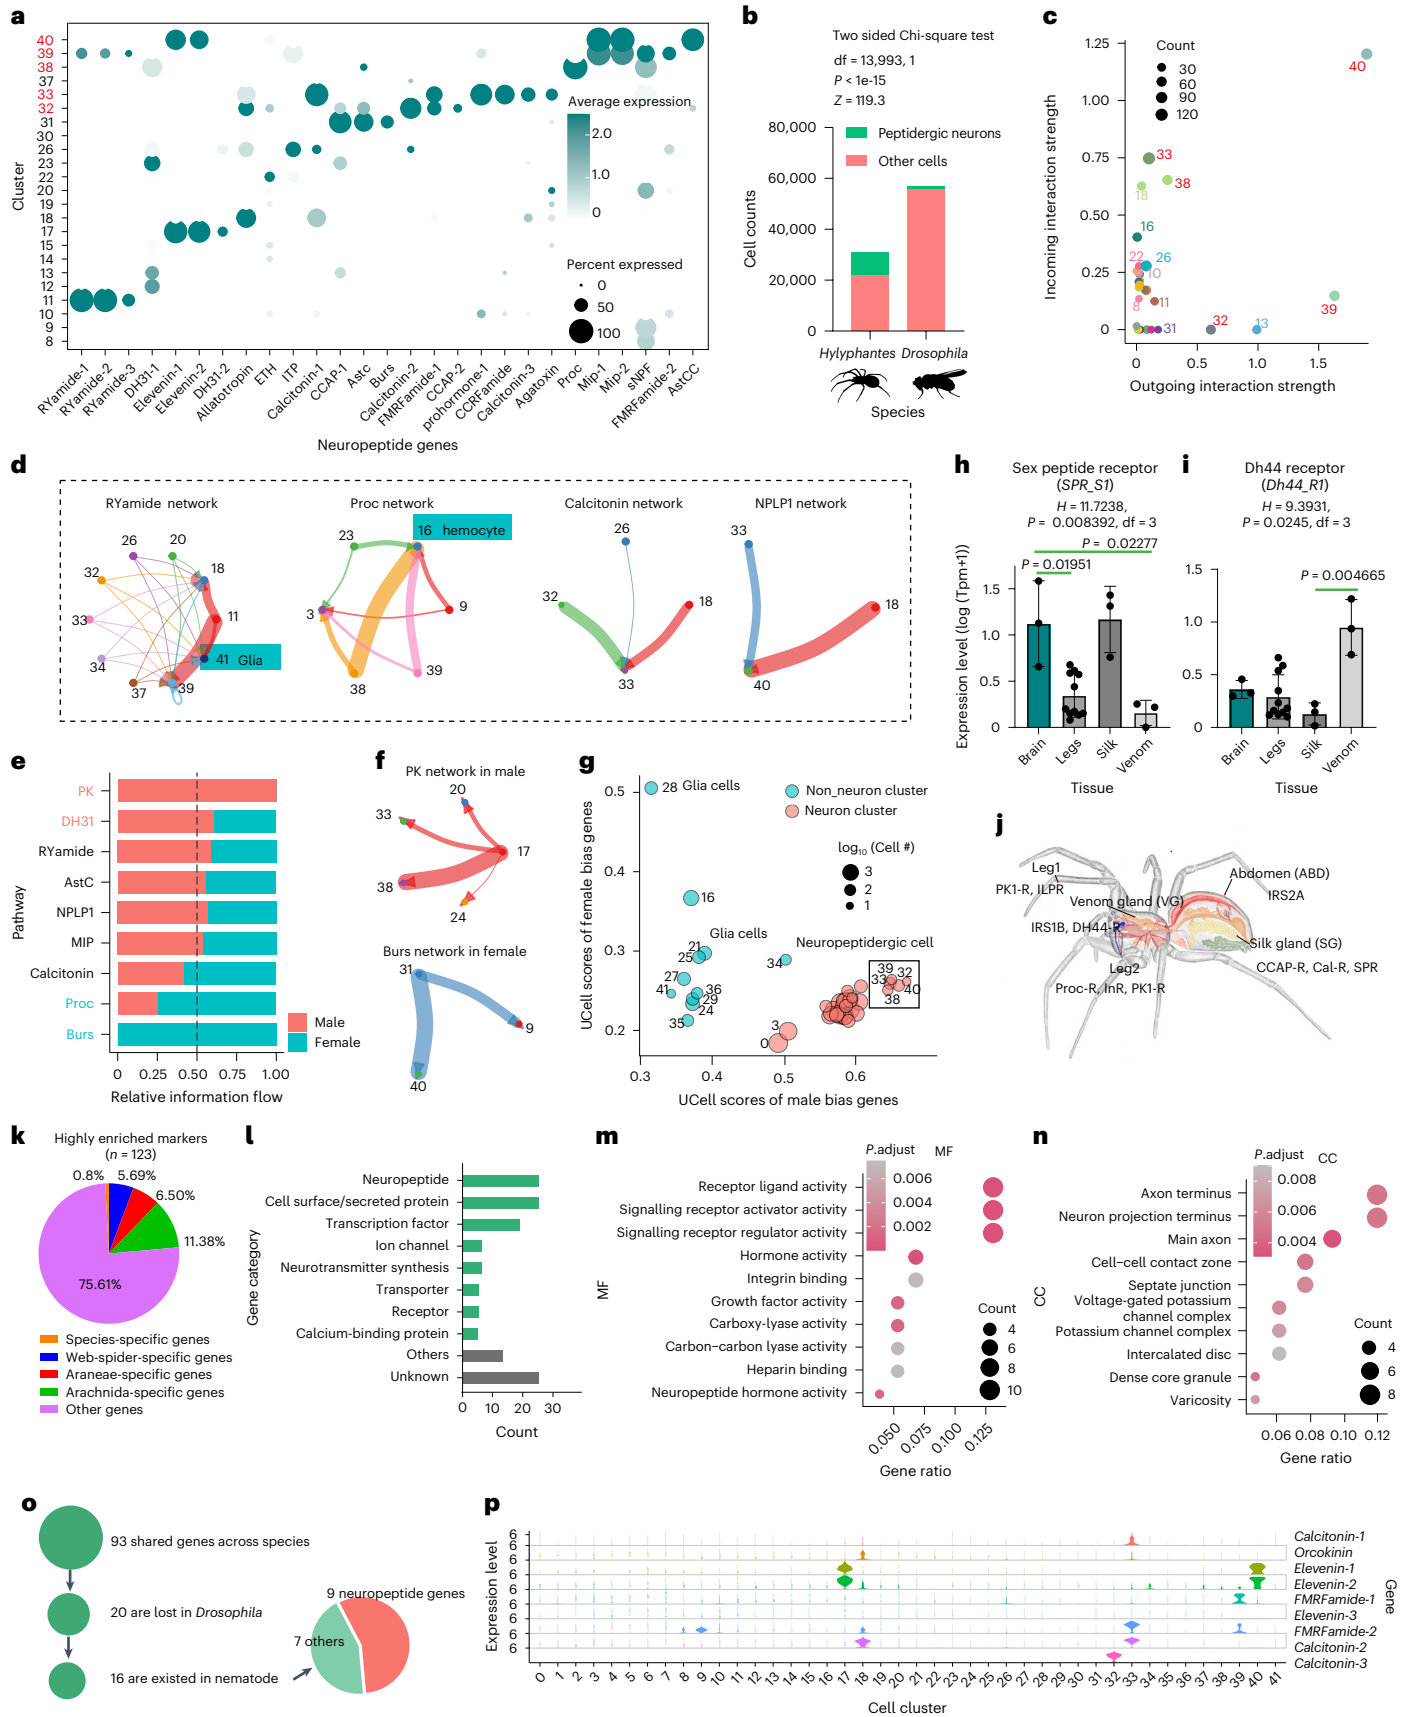 a
Cluster
40
39
38
37
33
32
31
30
26
23
22
20
19
18
17
15
14
13
12
11
10
9
8
Average expression
2.0
1.0
0
Percent expressed
0
50
100
RYamide-1
RYamide-2
RYamide-3
DH31-1
Elevenin-1
Elevenin-2
DH31-2
Allatotropin
ETH
ITP
Calcitonin-1
CCAP-1
Astc
Burs
Calcitonin-2
FMRFamide-1
CCAP-2
prohormone-1
CCRFamide
Calcitonin-3
Agatoxin
Proc
Mip-1
Mip-2
sNPF
FMRFamide-2
AstCC
Neuropeptide genes
b
Two sided Chi-square test
df = 13,993, 1
P < 1e-15
Z = 119.3
Peptidergic neurons
Other cells
Cell counts
80,000
60,000
40,000
20,000
0
Hylyphantes Drosophila
Species
c
Incoming interaction strength
1.25
1.00
0.75
0.50
0.25
0
Count
30
60
90
120
40
33
38
18
16
22
26
10
8
11
39
31
32
13
0
0.5
1.0
1.5
Outgoing interaction strength
d
RYamide network
26
20
32
18
33
11
34
41 Glia
37
39
Proc network
16 hemocyte
23
3
9
38
39
Calcitonin network
26
32
18
33
NPLP1 network
33
18
40
h
Sex peptide receptor
(SPR_S1)
H = 11.7238,
P = 0.008392, df = 3
P = 0.02277
P = 0.01951
Expression level (log (Tpm+1))
1.5
1.0
0.5
0
Brain
Legs
Silk
Venom
Tissue
i
Dh44 receptor
(Dh44_R1)
H = 9.3931,
P = 0.0245, df = 3
P = 0.004665
1.5
1.0
0.5
0
Brain
Legs
Silk
Venom
Tissue
e
Pathway
PK
DH31
RYamide
AstC
NPLP1
MIP
Calcitonin
Proc
Burs
Male
Female
0
0.25
0.50
0.75
1.00
Relative information flow
f
PK network in male
20
33
17
38
24
Burs network in female
31
9
40
g
UCell scores of female bias genes
0.5
0.4
0.3
0.2
28 Glia cells
Non_neuron cluster
Neuron cluster
log10 (Cell #)
3
2
1
16
Glia cells
21
25
27
41
36
29
24
35
34
Neuropeptidergic cell
39
32
33
40
38
3
0
0.3
0.4
0.5
0.6
UCell scores of male bias genes
j
Leg1
PK1-R, ILPR
Venom gland (VG)
IRS1B, DH44-R
Leg2
Proc-R, InR, PK1-R
Abdomen (ABD)
IRS2A
Silk gland (SG)
CCAP-R, Cal-R, SPR
k
Highly enriched markers
(n = 123)
0.8%
5.69%
6.50%
11.38%
75.61%
Species-specific genes
Web-spider-specific genes
Araneae-specific genes
Arachnida-specific genes
Other genes
l
Gene category
Neuropeptide
Cell surface/secreted protein
Transcription factor
Ion channel
Neurotransmitter synthesis
Transporter
Receptor
Calcium-binding protein
Others
Unknown
0
10
20
30
Count
m
MF
Receptor ligand activity
Signalling receptor activator activity
Signalling receptor regulator activity
Hormone activity
Integrin binding
Growth factor activity
Carboxy-lyase activity
Carbon–carbon lyase activity
Heparin binding
Neuropeptide hormone activity
P.adjust
0.006
0.004
0.002
MF
Count
4
6
8
10
0.050
0.075
0.100
0.125
Gene ratio
n
CC
Axon terminus
Neuron projection terminus
Main axon
Cell–cell contact zone
Septate junction
Voltage-gated potassium
channel complex
Potassium channel complex
Intercalated disc
Dense core granule
Varicosity
P.adjust
0.008
0.006
0.004
CC
Count
4
6
8
0.06
0.08
0.10
0.12
Gene ratio
o
93 shared genes across species
20 are lost in Drosophila
16 are existed in nematode
9 neuropeptide genes
7 others
p
Expression level
6
6
6
6
6
6
6
6
6
Calcitonin-1
Orcokinin
Elevenin-1
Elevenin-2
FMRFamide-1
Elevenin-3
FMRFamide-2
Calcitonin-2
Calcitonin-3
Gene
0 1 2 3 4 5 6 7 8 9 10 11 12 13 14 15 16 17 18 19 20 21 22 23 24 25 26 27 28 29 30 31 32 33 34 35 36 37 38 39 40 41
Cell cluster